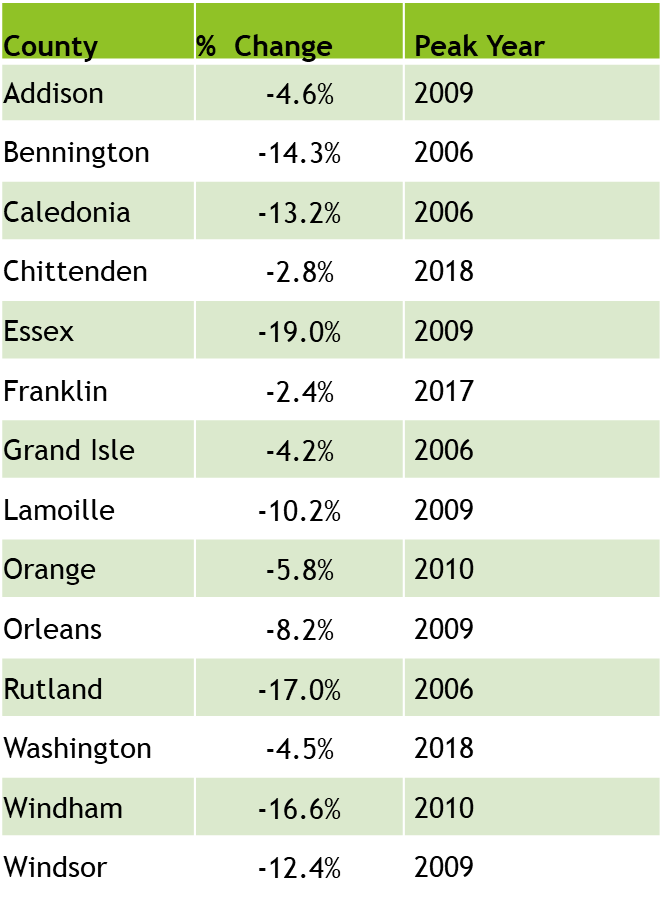 County % Change Peak Year
Addison -4.6% 2009
Bennington -14.3% 2006
Caledonia -13.2% 2006
Chittenden -2.8% 2018
Essex -19.0% 2009
Franklin -2.4% 2017
Grand Isle -4.2% 2006
Lamoille -10.2% 2009
Orange -5.8% 2010
Orleans -8.2% 2009
Rutland -17.0% 2006
Washington -4.5% 2018
Windham -16.6% 2010
Windsor -12.4% 2009